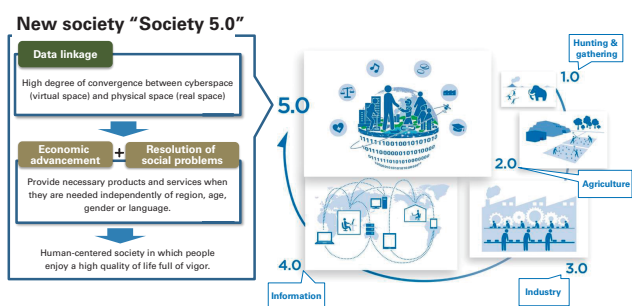 New society “Society 5.0”
Data linkage
High degree of convergence between cyberspace
(virtual space) and physical space (real space)
Economic
advancement
+
Resolution of
social problems
Provide necessary products and services when
they are needed independently of region, age,
gender or language.
Human-centered society in which people
enjoy a high quality of life full of vigor.
Hunting &
gathering
1.0
5.0
2.0
Agriculture
4.0
Information
3.0
Industry